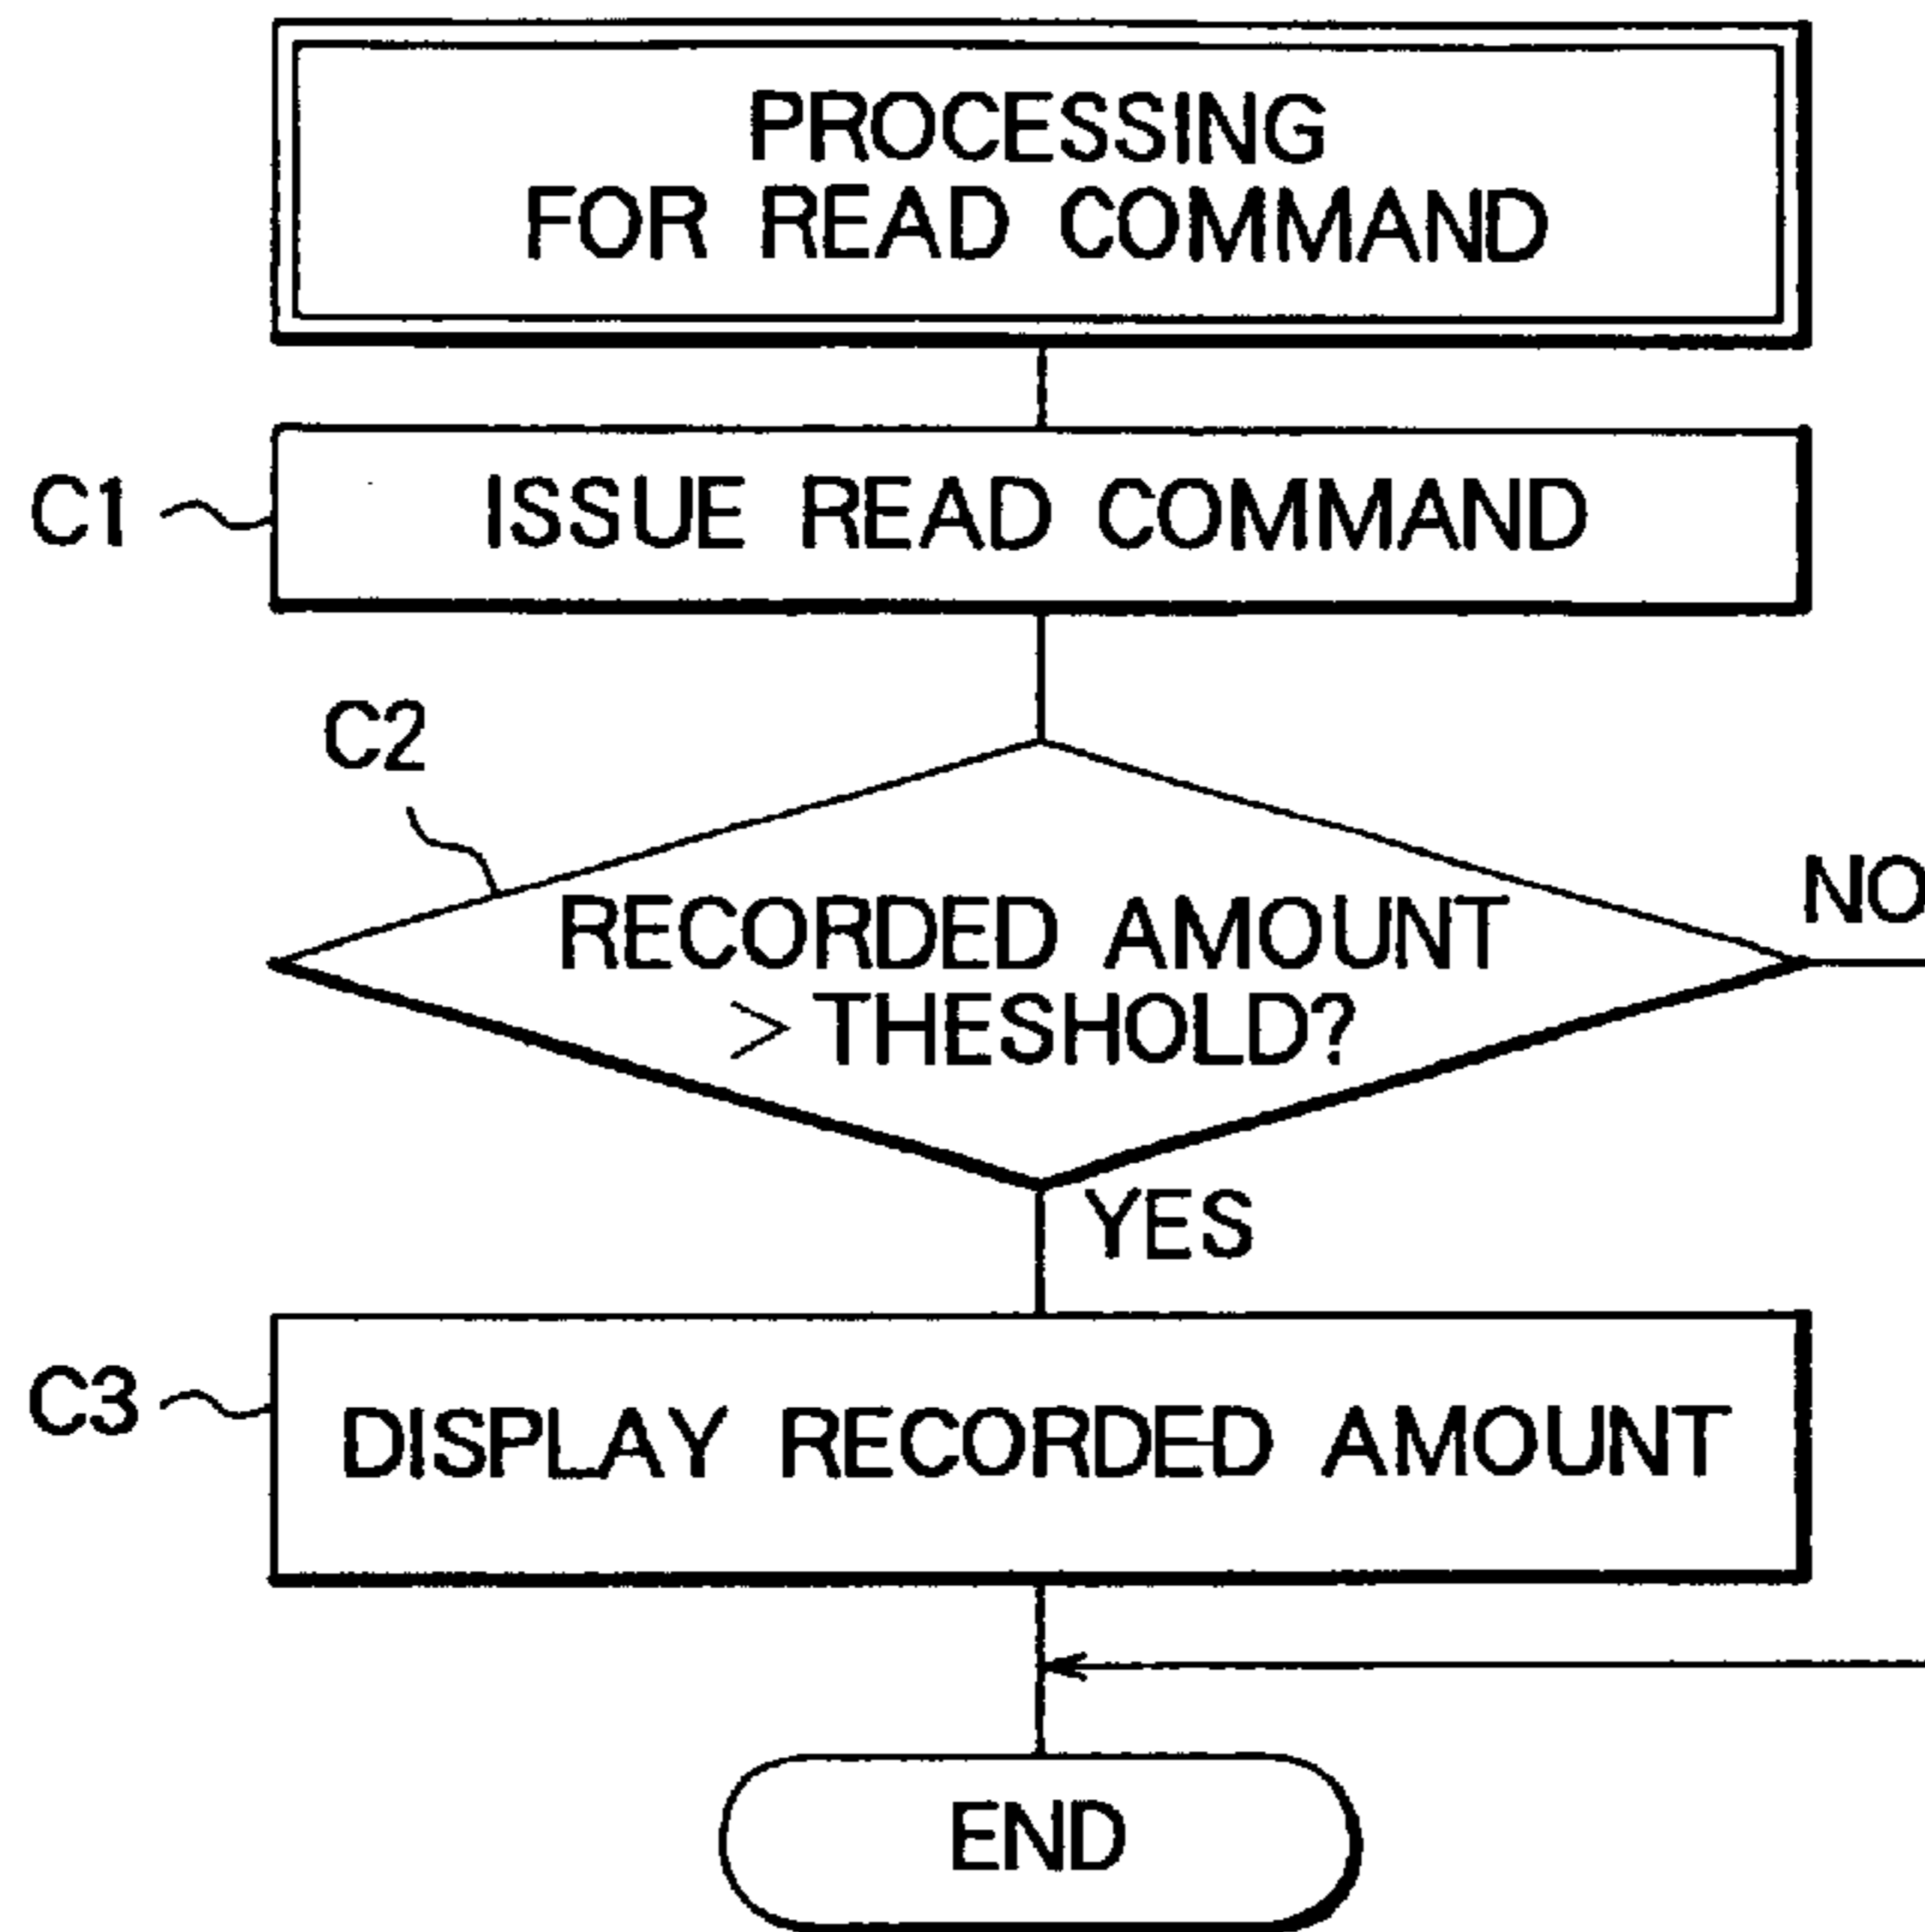 PROCESSING
FOR READ COMMAND
C1
ISSUE READ COMMAND
C2
NO
RECORDED AMOUNT
> THESHOLD?
YES
C3
DISPLAY RECORDED AMOUNT
END